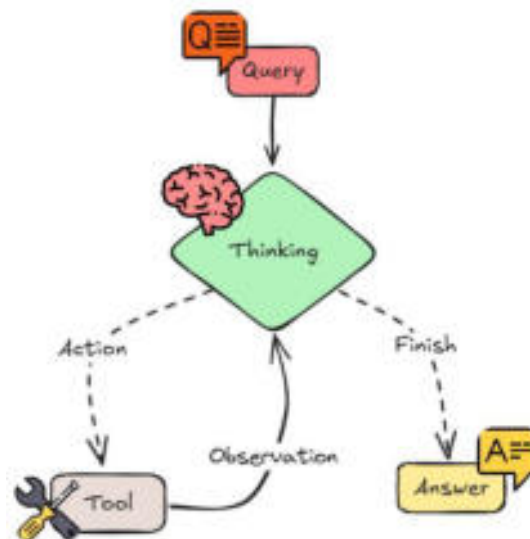 Q
Query
Thinking
Action
Finish
Observation
Tool
A
Answer